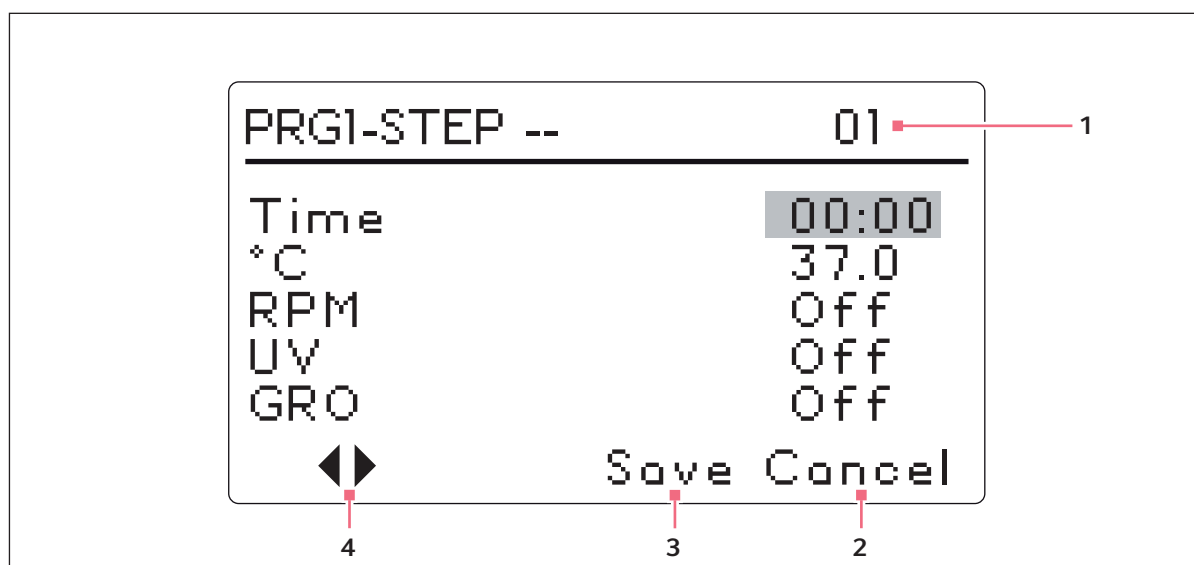 PRG1-STEP -- 01 1
Time 00:00
°C 37.0
RPM Off
UV Off
GRO Off
Save Cancel
4 3 2